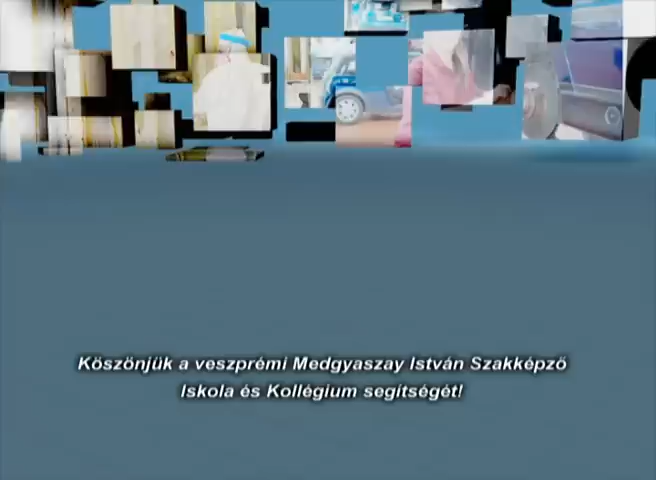 Köszönjük a veszprémi Medgyaszay István Szakképző
Iskola és Kollégium segítségét!